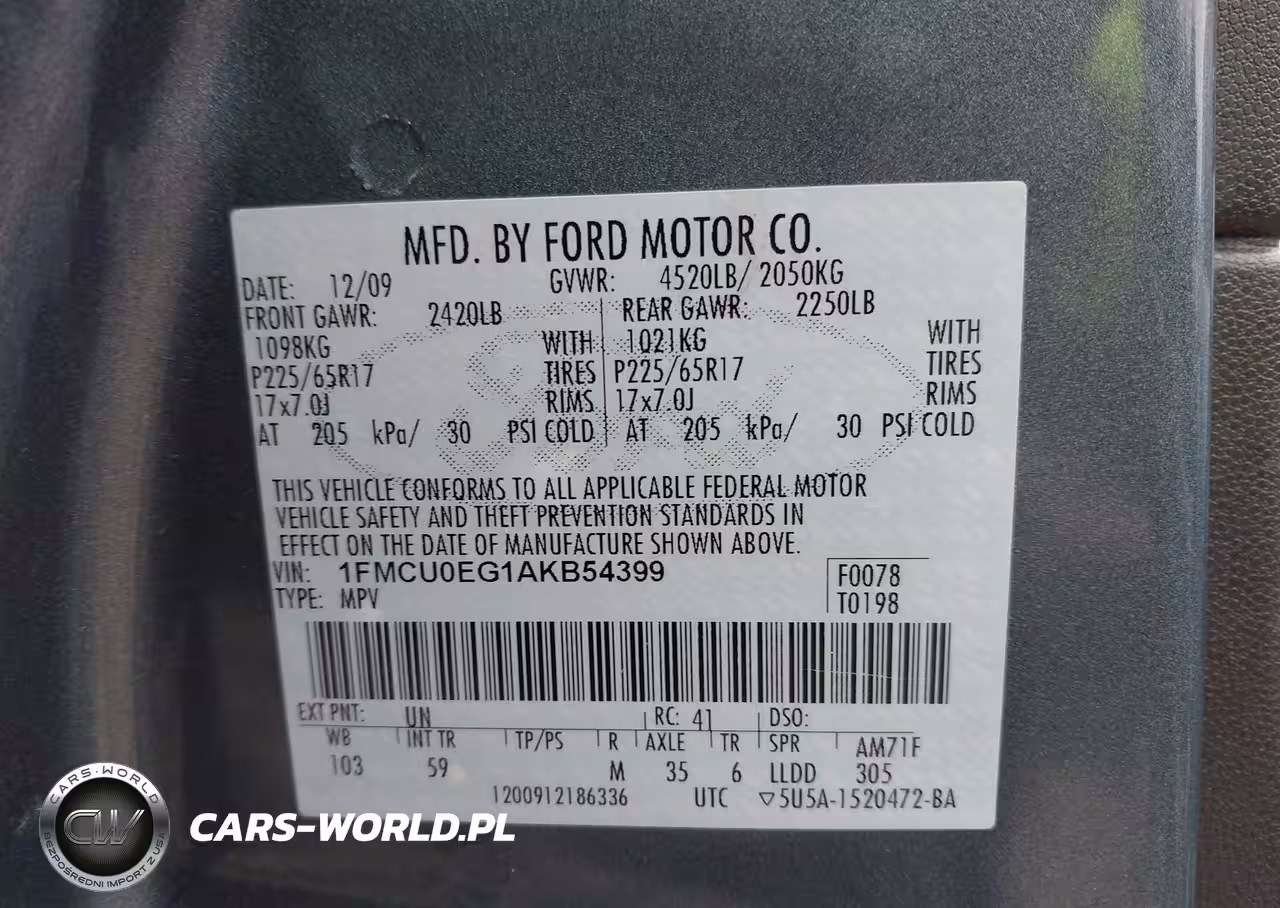 MFD. BY FORD MOTOR CO.
DATE: 12/09 GVWR: 4520LB/ 2050KG
FRONT GAWR: 2420LB REAR GAWR: 2250LB
1098KG WITH 1021KG WITH
P225/65R17 TIRES P225/65R17 TIRES
17x7.0J RIMS 17x7.0J RIMS
AT 205 kPa/ 30 PSI COLD AT 205 kPa/ 30 PSI COLD
THIS VEHICLE CONFORMS TO ALL APPLICABLE FEDERAL MOTOR
VEHICLE SAFETY AND THEFT PREVENTION STANDARDS IN
EFFECT ON THE DATE OF MANUFACTURE SHOWN ABOVE.
VIN: 1FMCU0EG1AKB54399 F0078
TYPE: MPV T0198
EXT PNT: UN RC: 41 DSO:
WB INT TR TP/PS R AXLE TR SPR AM71F
103 59 M 35 6 LLDD 305
1200912186336 UTC ▽5U5A-1520472-BA
CARS-WORLD
CW
BEZPOŚREDNI IMPORT Z USA
CARS-WORLD.PL